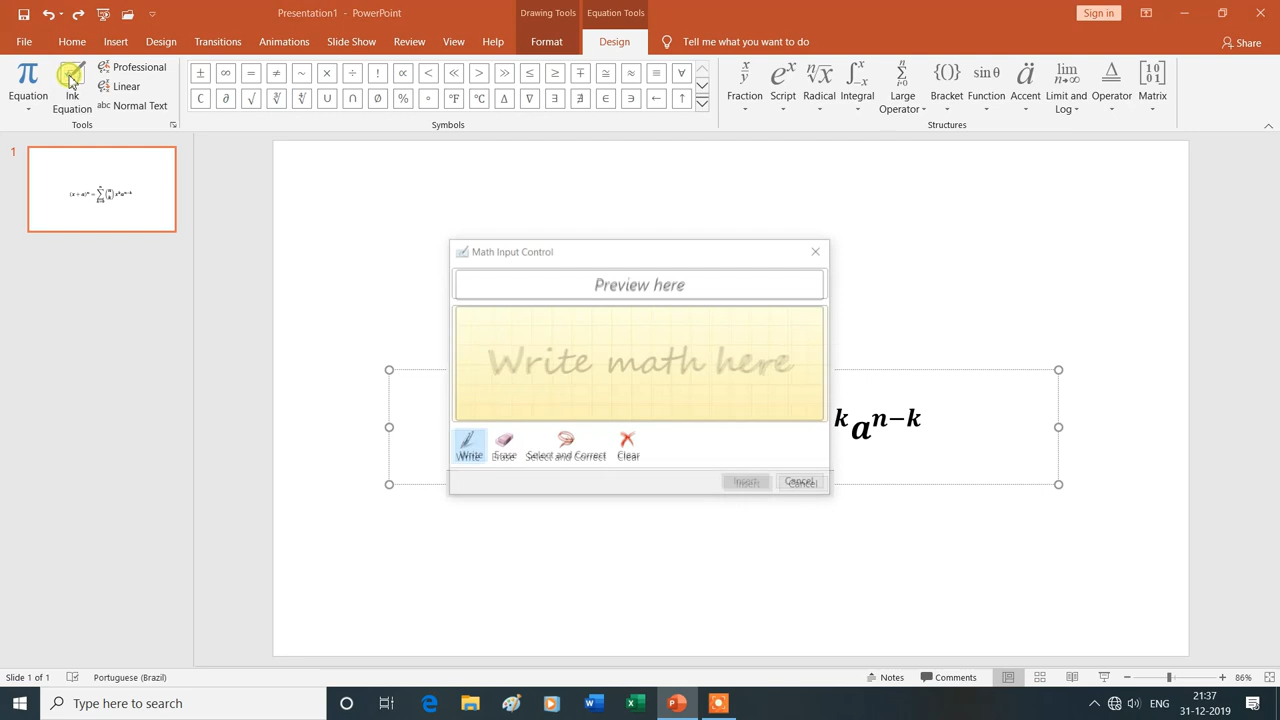 Presentation1 - PowerPoint
Drawing Tools
Equation Tools
Sign in
File
Home
Insert
Design
Transitions
Animations
Slide Show
Review
View
Help
Format
Design
Tell me what you want to do
Share
Equation
Ink Equation
Professional
Linear
abc Normal Text
Tools
± ∞ = ≠ ~ × ÷ ! ∝ < ≪ > ≫ ≤ ≥ ∓ ≅ ≈ ≡ ∀
∁ ∂ √ ∛ ∜ ∪ ∩ ∅ % ° °F °C ∆ ∇ ∃ ∄ ∈ ∋ ← ↑
Symbols
Fraction
Script
Radical
Integral
Large Operator
Bracket
Function
Accent
Limit and Log
Operator
Matrix
Structures
1
Math Input Control
Preview here
Write math here
Write
Erase
Select and Correct
Clear
Insert
Cancel
k a n−k
Slide 1 of 1
Portuguese (Brazil)
Notes
Comments
86%
Type here to search
ENG
21:37
31-12-2019